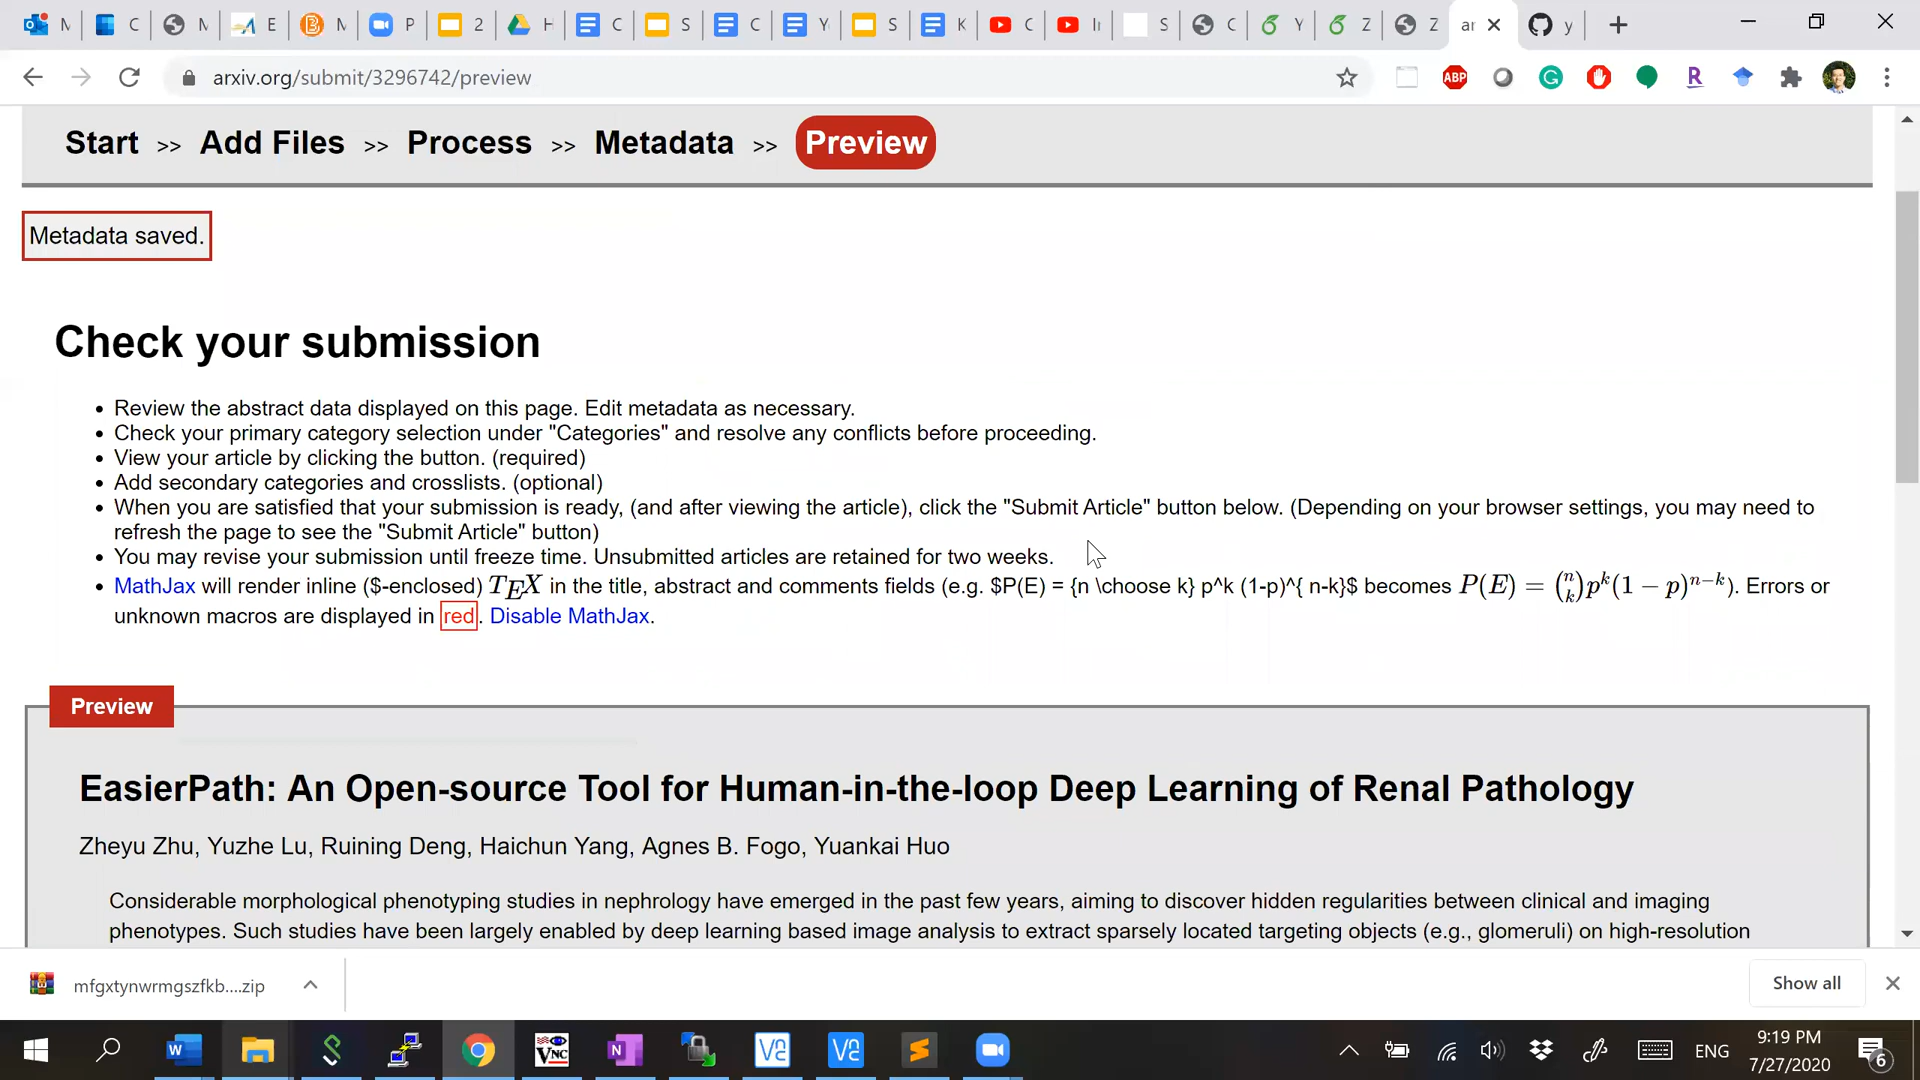 M C M E M P 2 H C S C Y S K C Ir S C Y Z Z ar y
arxiv.org/submit/3296742/preview
ABP
Start >> Add Files >> Process >> Metadata >> Preview
Metadata saved.
Check your submission
Review the abstract data displayed on this page. Edit metadata as necessary.
Check your primary category selection under "Categories" and resolve any conflicts before proceeding.
View your article by clicking the button. (required)
Add secondary categories and crosslists. (optional)
When you are satisfied that your submission is ready, (and after viewing the article), click the "Submit Article" button below. (Depending on your browser settings, you may need to
refresh the page to see the "Submit Article" button)
You may revise your submission until freeze time. Unsubmitted articles are retained for two weeks.
MathJax will render inline ($-enclosed) TEX in the title, abstract and comments fields (e.g. $P(E) = {n \choose k} p^k (1-p)^{ n-k}$ becomes P(E) = (n k) p^k (1 − p)^{n−k}). Errors or
unknown macros are displayed in red. Disable MathJax.
Preview
EasierPath: An Open-source Tool for Human-in-the-loop Deep Learning of Renal Pathology
Zheyu Zhu, Yuzhe Lu, Ruining Deng, Haichun Yang, Agnes B. Fogo, Yuankai Huo
Considerable morphological phenotyping studies in nephrology have emerged in the past few years, aiming to discover hidden regularities between clinical and imaging
phenotypes. Such studies have been largely enabled by deep learning based image analysis to extract sparsely located targeting objects (e.g., glomeruli) on high-resolution
mfgxtynwrmgszfkb....zip
Show all
ENG
9:19 PM
7/27/2020
6